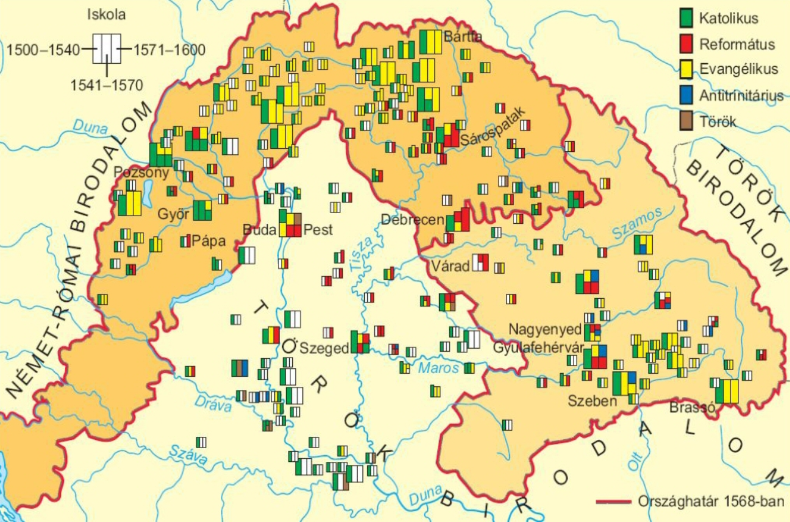 Iskola
1500–1540
1571–1600
1541–1570
Katolikus
Református
Evangélikus
Antitrinitárius
Török
NÉMET-RÓMAI BIRODALOM
TÖRÖK
BIRODALOM
Duna
Pozsony
Bártfa
Sárospatak
Győr
Pápa
Buda
Pest
Debrecen
Tisza
Szamos
Várad
Nagyenyed
Gyulafehérvár
Szeged
Maros
Szeben
Brassó
Dráva
Száva
Duna
Olt
TÖRÖK
BIRODALOM
Országhatár 1568-ban